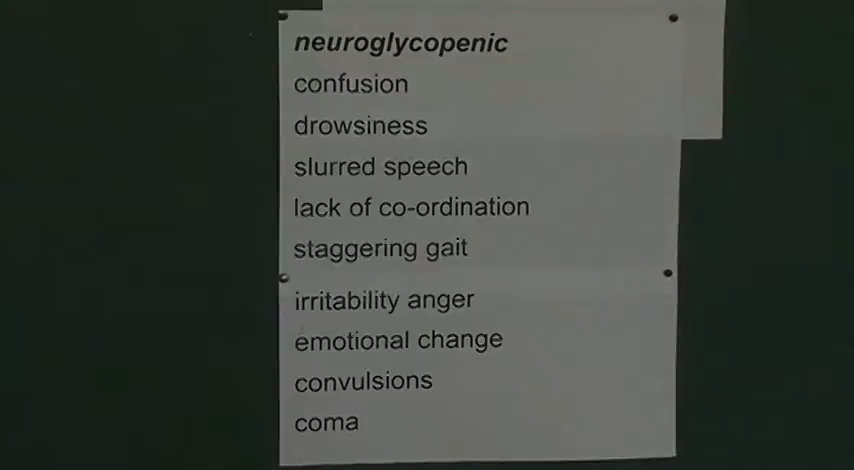 neuroglycopenic
confusion
drowsiness
slurred speech
lack of co-ordination
staggering gait
irritability anger
emotional change
convulsions
coma